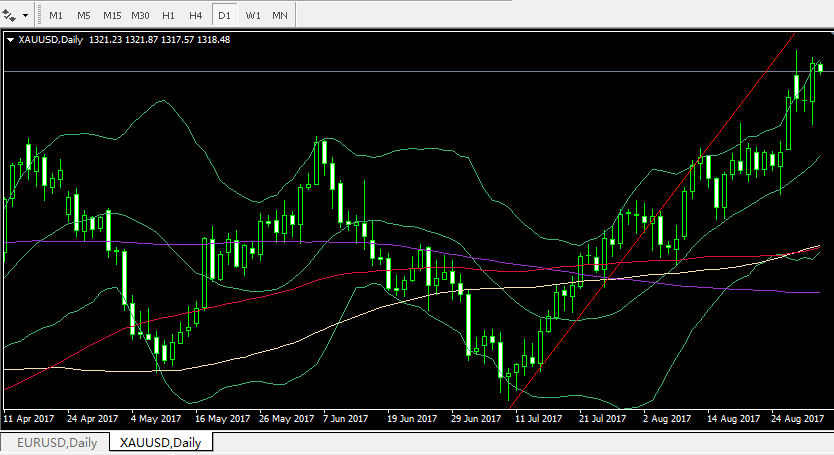 M1 M5 M15 M30 H1 H4 D1 W1 MN
XAUUSD,Daily 1321.23 1321.87 1317.57 1318.48
11 Apr 2017 24 Apr 2017 4 May 2017 16 May 2017 26 May 2017 7 Jun 2017 19 Jun 2017 29 Jun 2017 11 Jul 2017 21 Jul 2017 2 Aug 2017 14 Aug 2017 24 Aug 2017
EURUSD,Daily XAUUSD,Daily